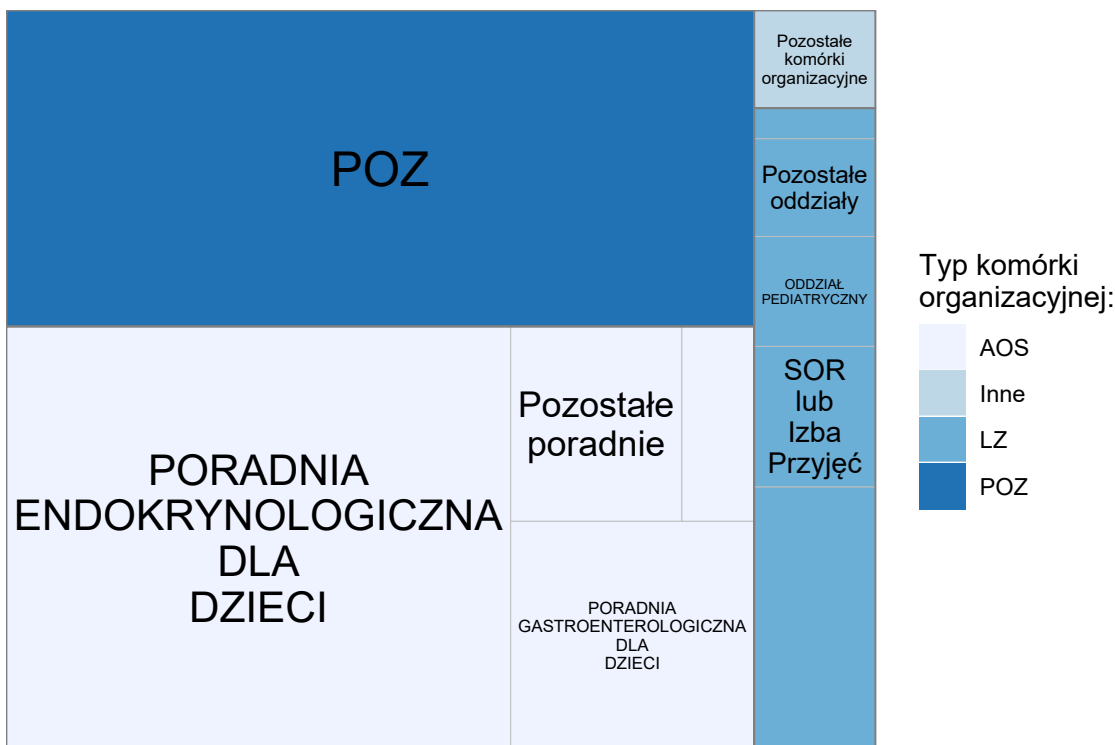 POZ
Pozostałe
komórki
organizacyjne
Pozostałe
oddziały
ODDZIAŁ
PEDIATRYCZNY
SOR
lub
Izba
Przyjęć
PORADNIA
ENDOKRYNOLOGICZNA
DLA
DZIECI
Pozostałe
poradnie
PORADNIA
GASTROENTEROLOGICZNA
DLA
DZIECI
Typ komórki
organizacyjnej:
AOS
Inne
LZ
POZ